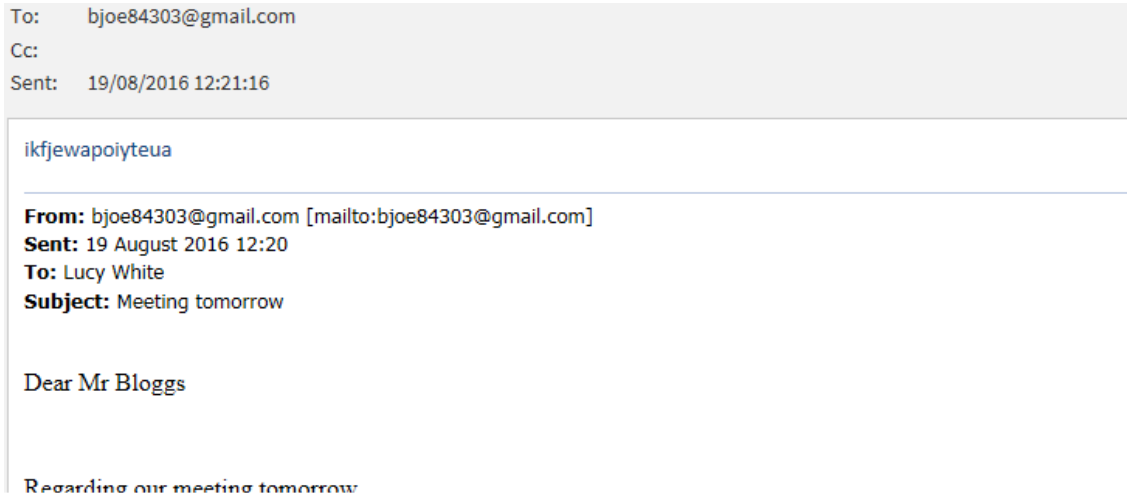 To: bjoe84303@gmail.com
Cc:
Sent: 19/08/2016 12:21:16
ikfjewapoiyteua
From: bjoe84303@gmail.com [mailto:bjoe84303@gmail.com]
Sent: 19 August 2016 12:20
To: Lucy White
Subject: Meeting tomorrow
Dear Mr Bloggs
Regarding our meeting tomorrow